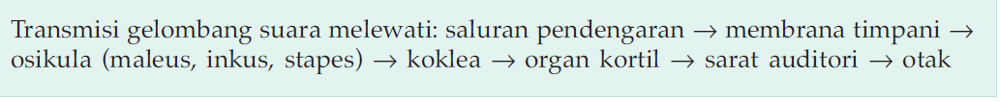 Transmisi gelombang suara melewati: saluran pendengaran → membrana timpani →
osikula (maleus, inkus, stapes) → koklea → organ kortil → sarat auditori → otak